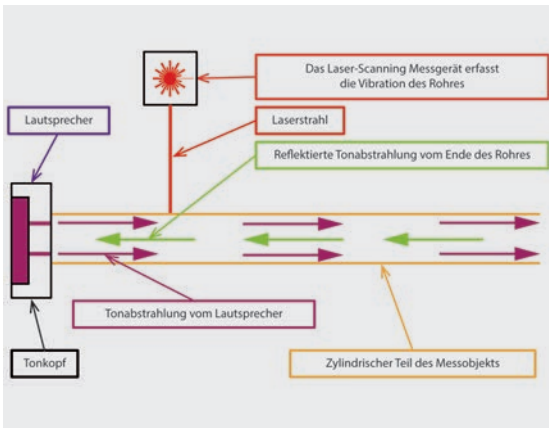 Das Laser-Scanning Messgerät erfasst
die Vibration des Rohres
Lautsprecher
Laserstrahl
Reflektierte Tonabstrahlung vom Ende des Rohres
Tonabstrahlung vom Lautsprecher
Tonkopf
Zylindrischer Teil des Messobjekts